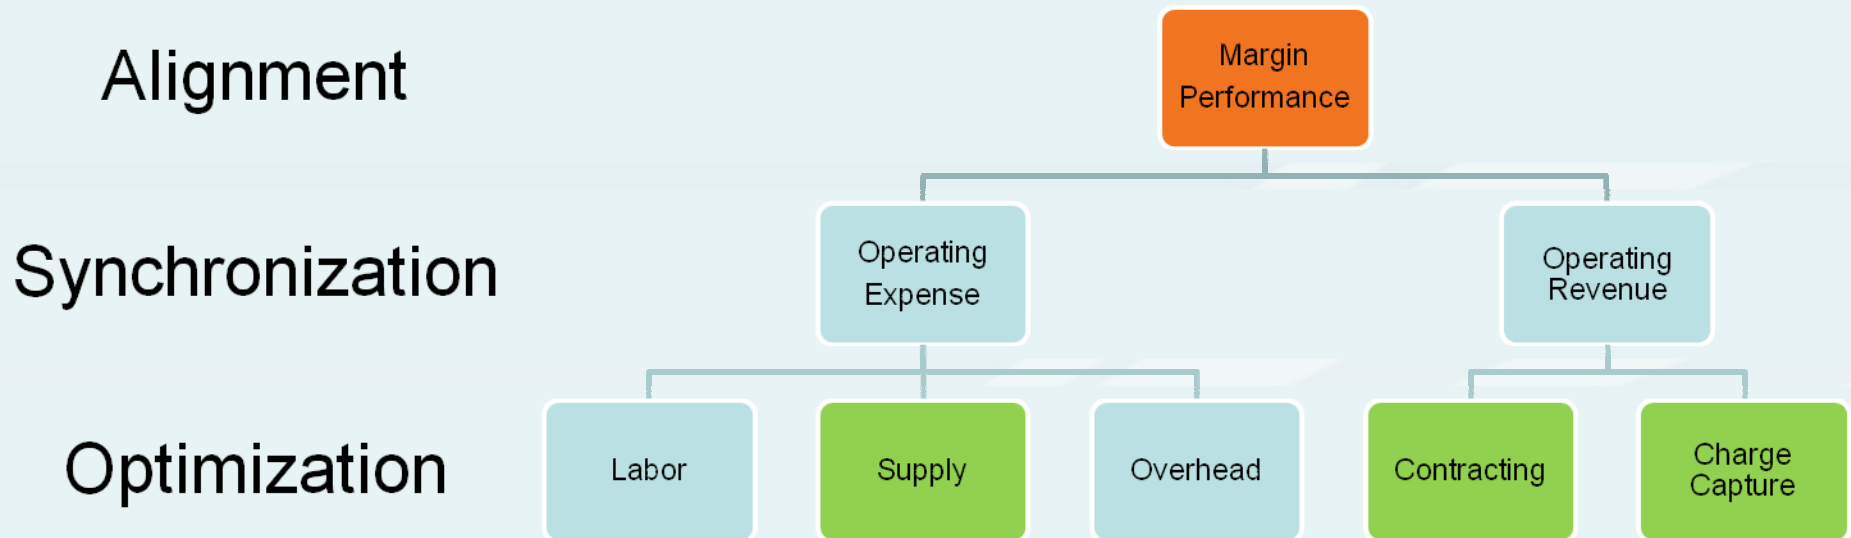 Alignment
Margin
Performance
Synchronization
Operating
Expense
Operating
Revenue
Optimization
Labor
Supply
Overhead
Contracting
Charge
Capture